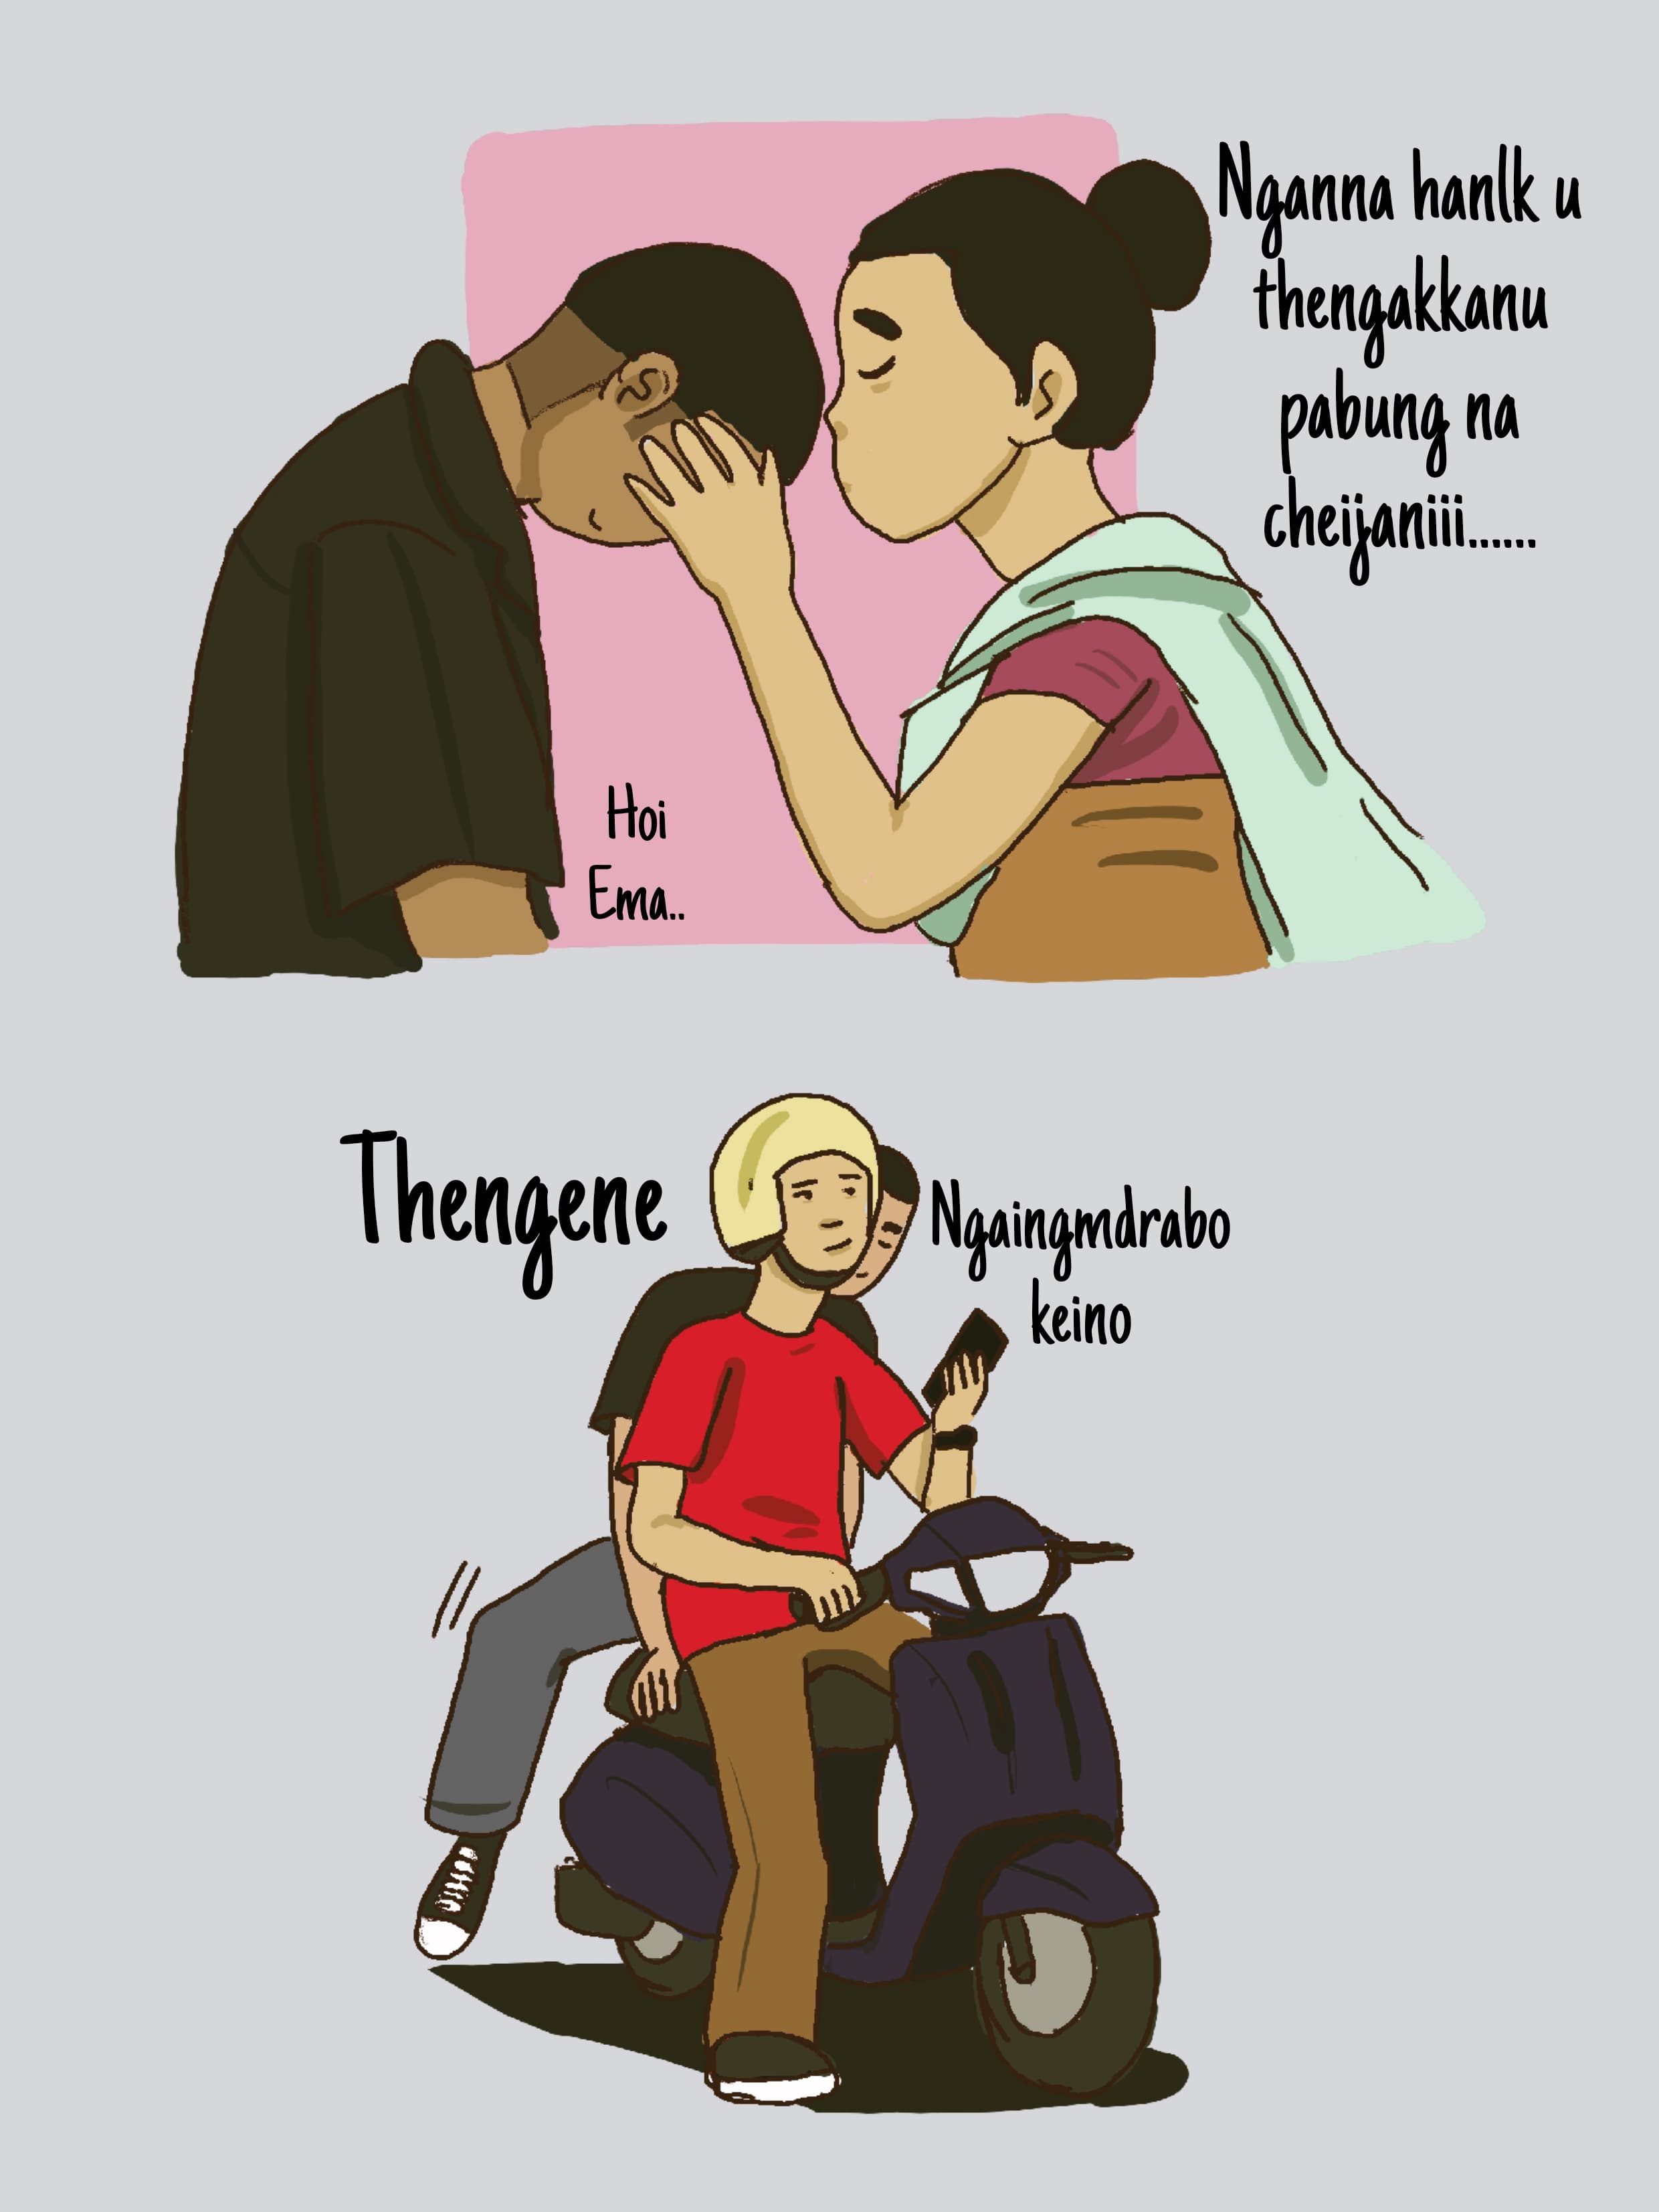 Nganna hanlk u
thengakkanu
pabung na
cheijaniii......
Hoi
Ema..
Thengene
Ngaingmdrabo
keino